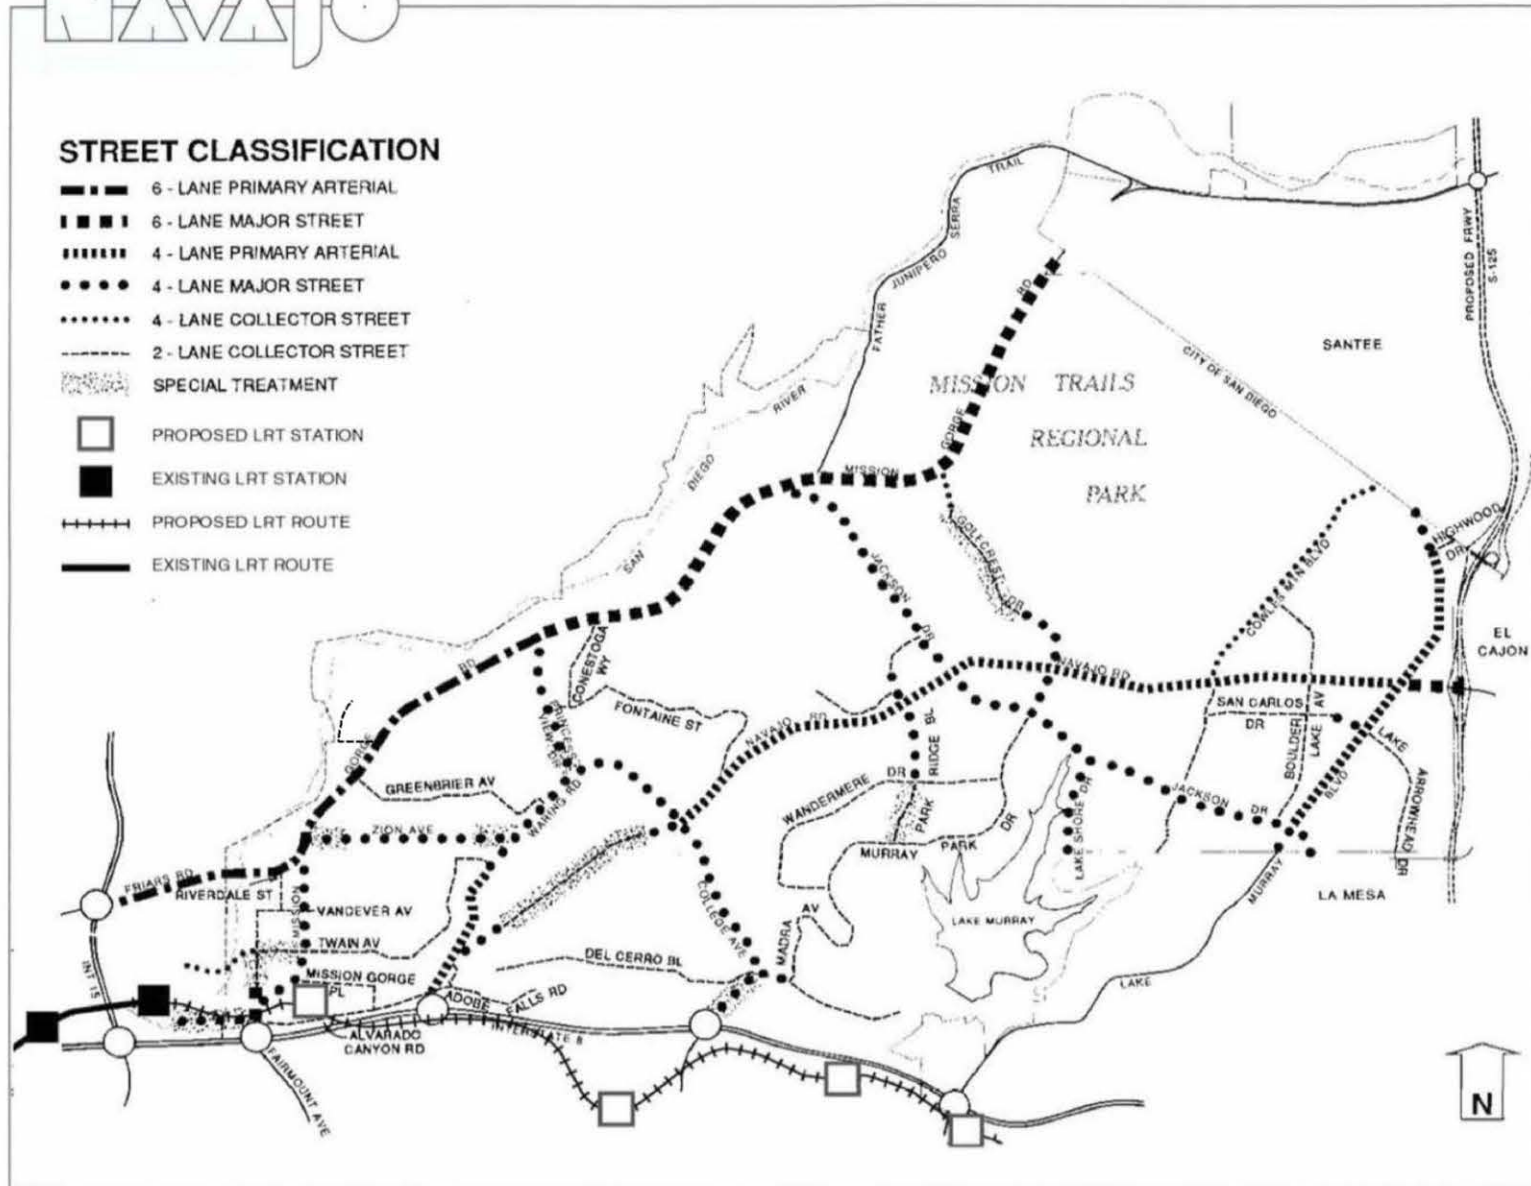 NAVAJO
STREET CLASSIFICATION
6 - LANE PRIMARY ARTERIAL
6 - LANE MAJOR STREET
4 - LANE PRIMARY ARTERIAL
4 - LANE MAJOR STREET
4 - LANE COLLECTOR STREET
2 - LANE COLLECTOR STREET
SPECIAL TREATMENT
PROPOSED LRT STATION
EXISTING LRT STATION
PROPOSED LRT ROUTE
EXISTING LRT ROUTE
FATHER JUNIPERO SERRA TRAIL
PROPOSED FRWY
S-125
SANTEE
CITY OF SAN DIEGO
MISSION TRAILS
REGIONAL
PARK
SAN DIEGO RIVER
MISSION GORGE RD
GOLFCREST DR
JACKSON DR
COWLES MTN BLVD
HIGHWOOD
DR
EL
CAJON
GORGE RD
CONESTOGA
WY
FONTAINE ST
PRINCESS
VIEW DR
NAVAJO RD
NAVAJO RD
SAN CARLOS
DR
BOULDER
LAKE AV
LAKE
ARROWHEAD DR
BLVD
GREENBRIER AV
WARING RD
ZION AVE
WANDERMERE DR
RIDGE BL
PARK
MURRAY PARK DR
LAKE SHORE DR
JACKSON DR
FRIARS RD
RIVERDALE ST
MISSION
VANDEVER AV
TWAIN AV
COLLEGE AVE
MADRA
AV
LAKE MURRAY
MURRAY
LA MESA
LAKE
DEL CERRO BL
INT 15
MISSION GORGE
PL
ADOBE
FALLS RD
ALVARADO
CANYON RD
INTERSTATE 8
FAIRMOUNT AVE
N